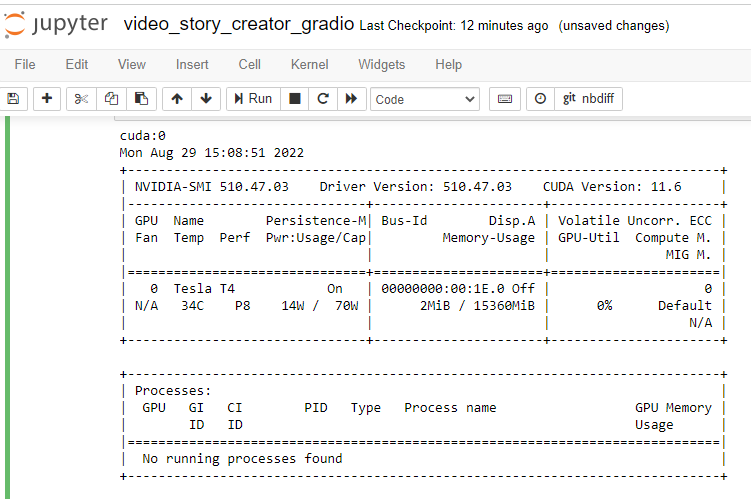 jupyter video_story_creator_gradio Last Checkpoint: 12 minutes ago (unsaved changes)
File Edit View Insert Cell Kernel Widgets Help
Run Code git nbdiff
cuda:0
Mon Aug 29 15:08:51 2022
+-----------------------------------------------------------------------------+
| NVIDIA-SMI 510.47.03    Driver Version: 510.47.03    CUDA Version: 11.6     |
|-------------------------------+----------------------+----------------------+
| GPU  Name        Persistence-M| Bus-Id        Disp.A | Volatile Uncorr. ECC |
| Fan  Temp  Perf  Pwr:Usage/Cap|         Memory-Usage | GPU-Util  Compute M. |
|                               |                      |               MIG M. |
|===============================+======================+======================|
|   0  Tesla T4            On   | 00000000:00:1E.0 Off |                    0 |
| N/A   34C    P8    14W /  70W |      2MiB / 15360MiB |      0%      Default |
|                               |                      |                  N/A |
+-------------------------------+----------------------+----------------------+
+-----------------------------------------------------------------------------+
| Processes:                                                                  |
|  GPU   GI   CI        PID   Type   Process name                  GPU Memory |
|        ID   ID                                                   Usage      |
|=============================================================================|
|  No running processes found                                                 |
+-----------------------------------------------------------------------------+